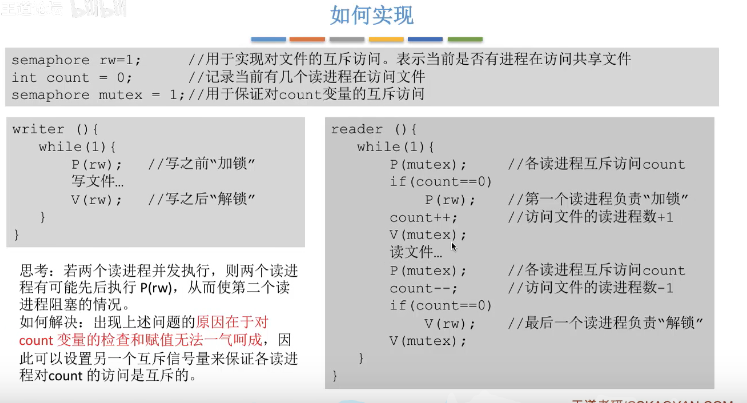 如何实现
semaphore rw=1; //用于实现对文件的互斥访问。表示当前是否有进程在访问共享文件
int count = 0; //记录当前有几个读进程在访问文件
semaphore mutex = 1;//用于保证对count变量的互斥访问
writer (){
while(1){
P(rw); //写之前“加锁”
写文件…
V(rw); //写之后“解锁”
}
}
思考：若两个读进程并发执行，则两个读进
程有可能先后执行 P(rw)，从而使第二个读
进程阻塞的情况。
如何解决：出现上述问题的原因在于对
count 变量的检查和赋值无法一气呵成，因
此可以设置另一个互斥信号量来保证各读进
程对count 的访问是互斥的。
reader (){
while(1){
P(mutex); //各读进程互斥访问count
if(count==0)
P(rw); //第一个读进程负责“加锁”
count++; //访问文件的读进程数+1
V(mutex);
读文件…
P(mutex); //各读进程互斥访问count
count--; //访问文件的读进程数-1
if(count==0)
V(rw); //最后一个读进程负责“解锁”
V(mutex);
}
}